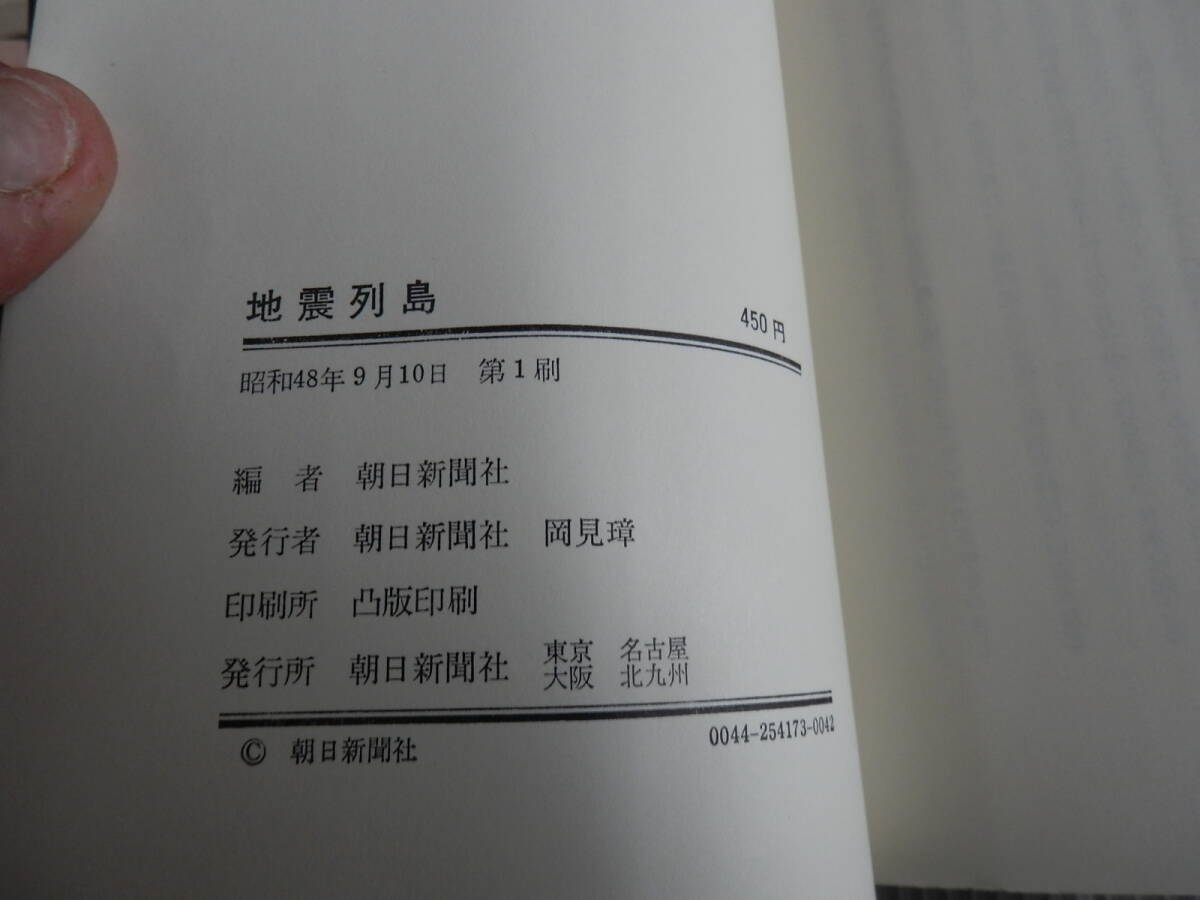 地震列島
450円
昭和48年9月10日 第1刷
編 者 朝日新聞社
発行者 朝日新聞社 岡見璋
印刷所 凸版印刷
発行所 朝日新聞社 東京 名古屋
大阪 北九州
© 朝日新聞社
0044-254173-0042